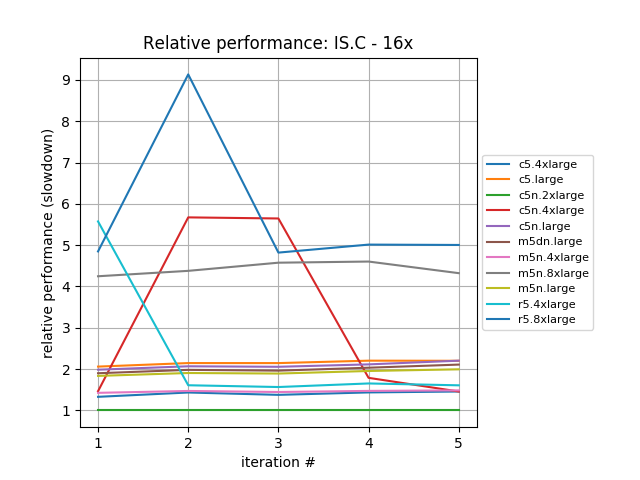 Relative performance: IS.C - 16x
relative performance (slowdown)
9
8
7
6
5
4
3
2
1
1 2 3 4 5
iteration #
c5.4xlarge
c5.large
c5n.2xlarge
c5n.4xlarge
c5n.large
m5dn.large
m5n.4xlarge
m5n.8xlarge
m5n.large
r5.4xlarge
r5.8xlarge